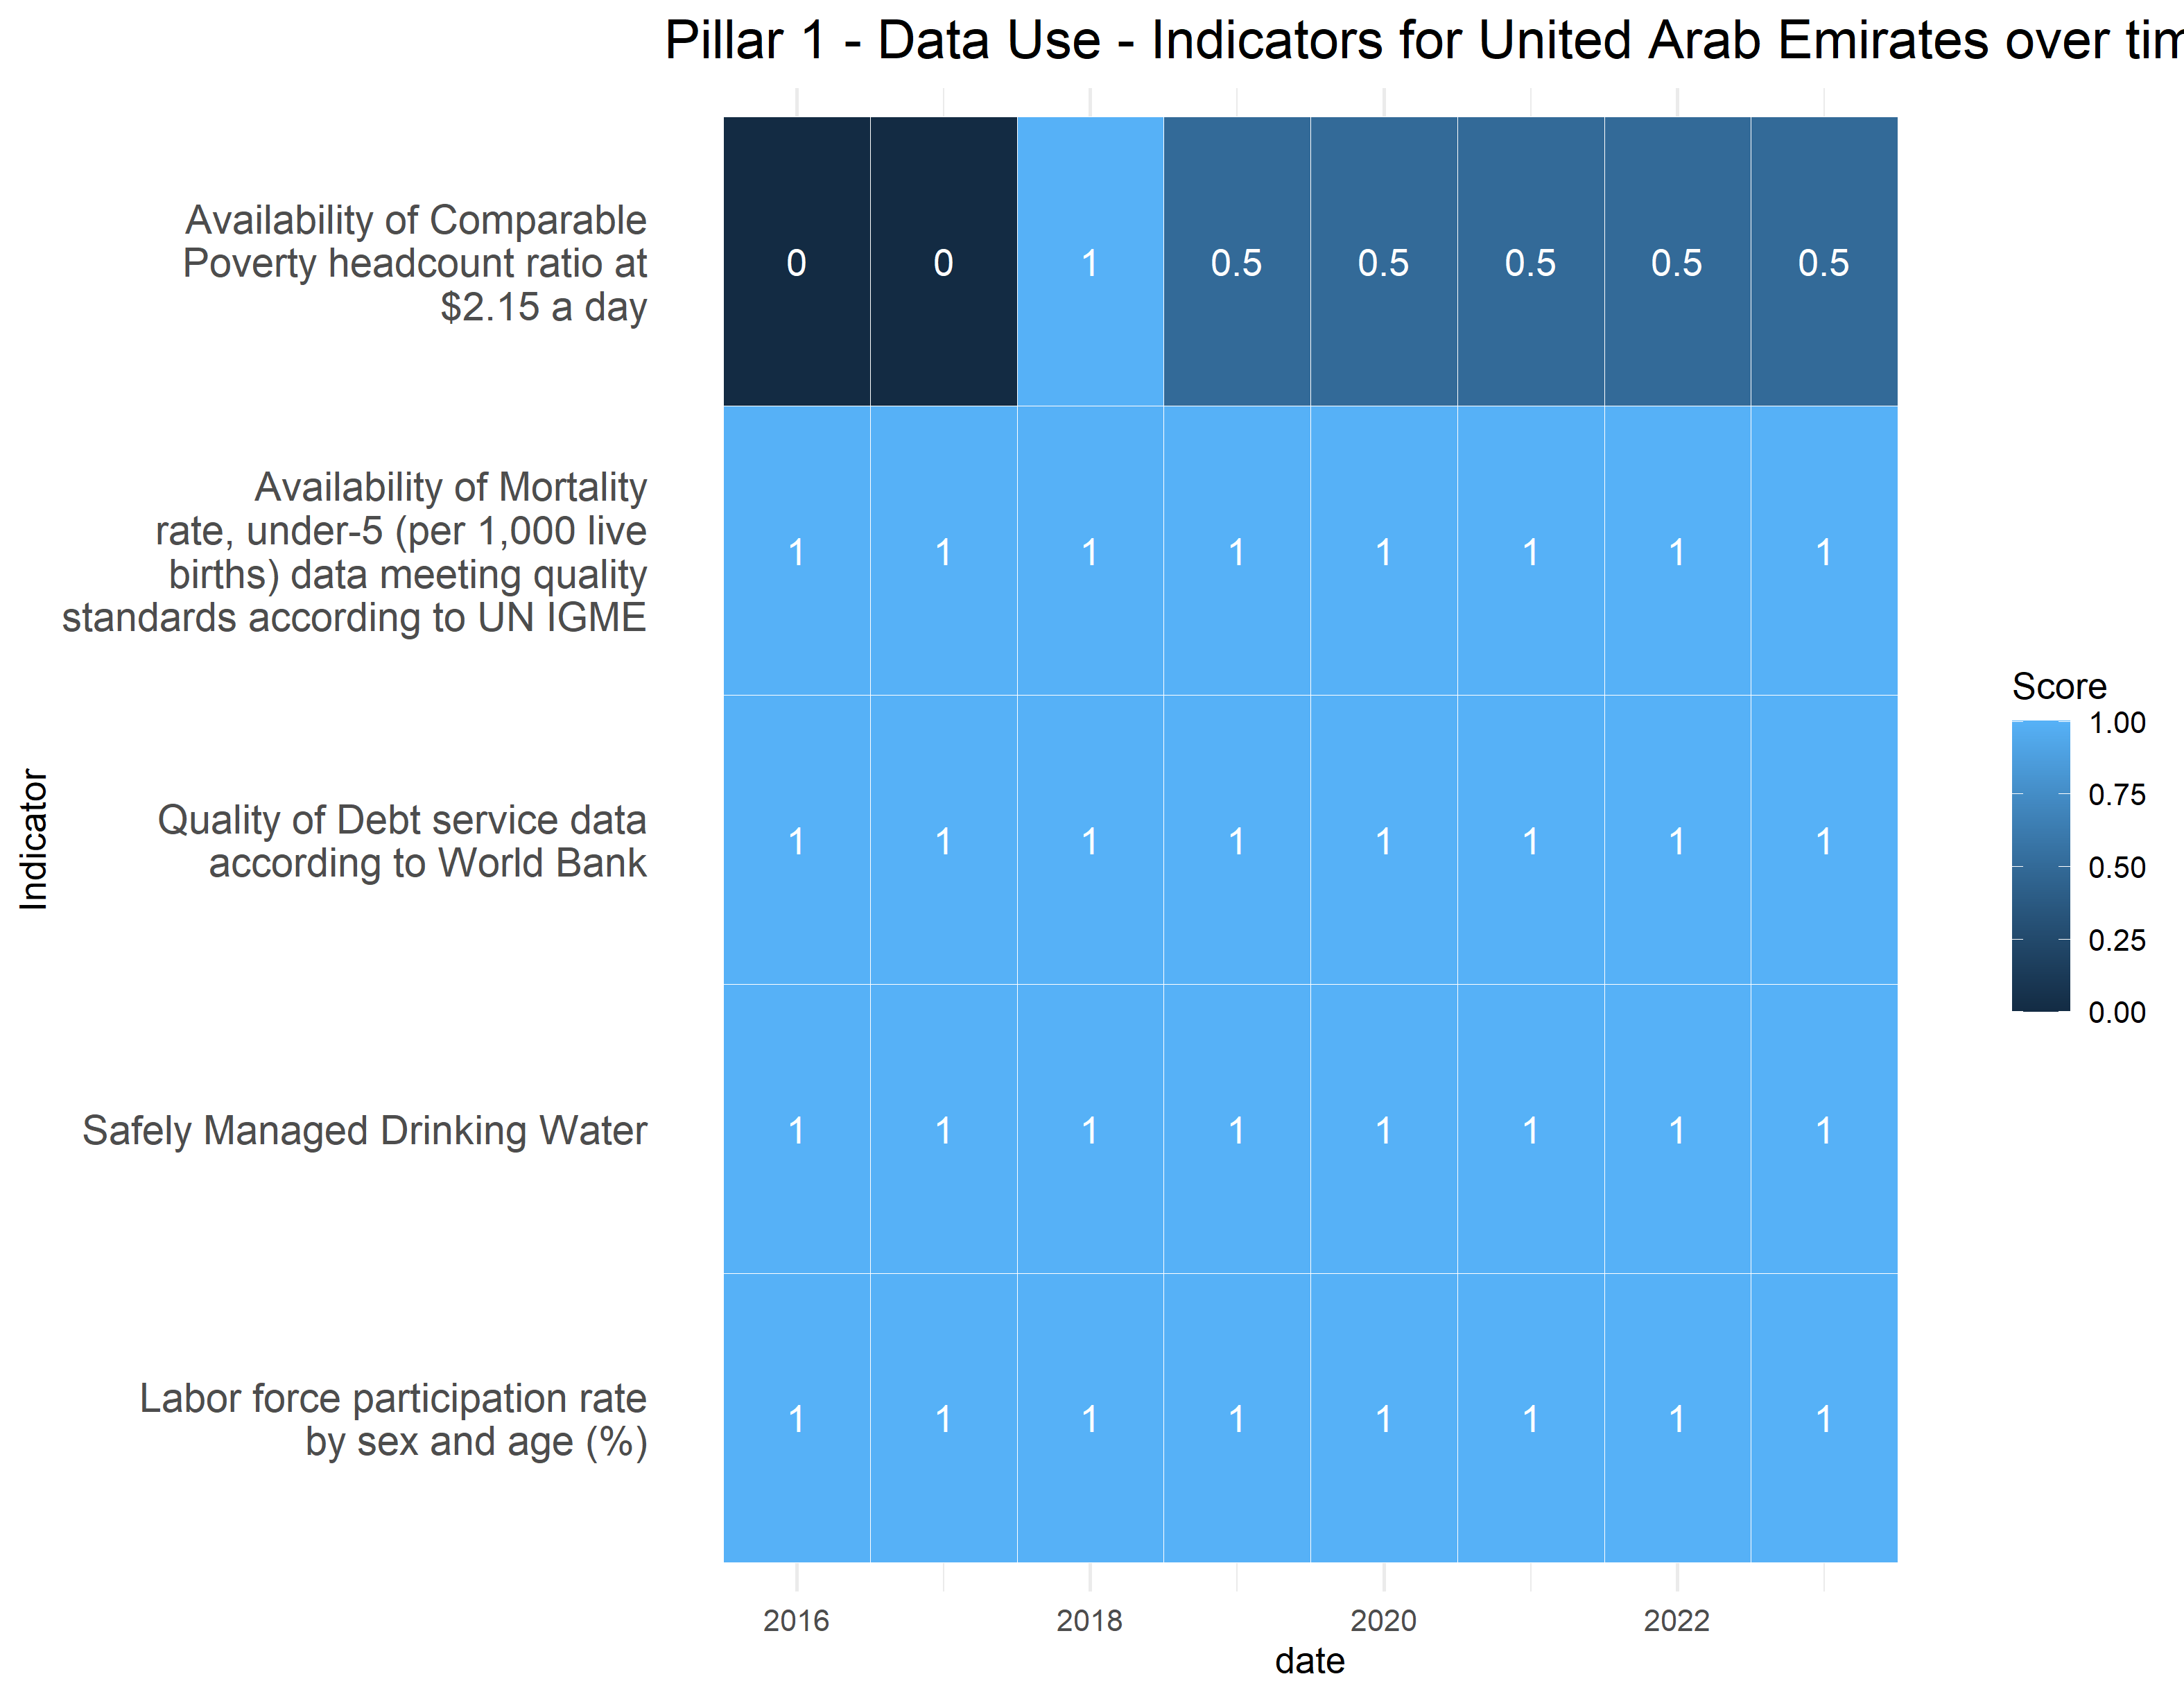 Pillar 1 - Data Use - Indicators for United Arab Emirates over tim
Availability of Comparable
Poverty headcount ratio at
$2.15 a day
0 0 1 0.5 0.5 0.5 0.5 0.5
Availability of Mortality
rate, under-5 (per 1,000 live
births) data meeting quality
standards according to UN IGME
1 1 1 1 1 1 1 1
Quality of Debt service data
according to World Bank
1 1 1 1 1 1 1 1
Safely Managed Drinking Water
1 1 1 1 1 1 1 1
Labor force participation rate
by sex and age (%)
1 1 1 1 1 1 1 1
Indicator
2016 2018 2020 2022
date
Score
1.00
0.75
0.50
0.25
0.00